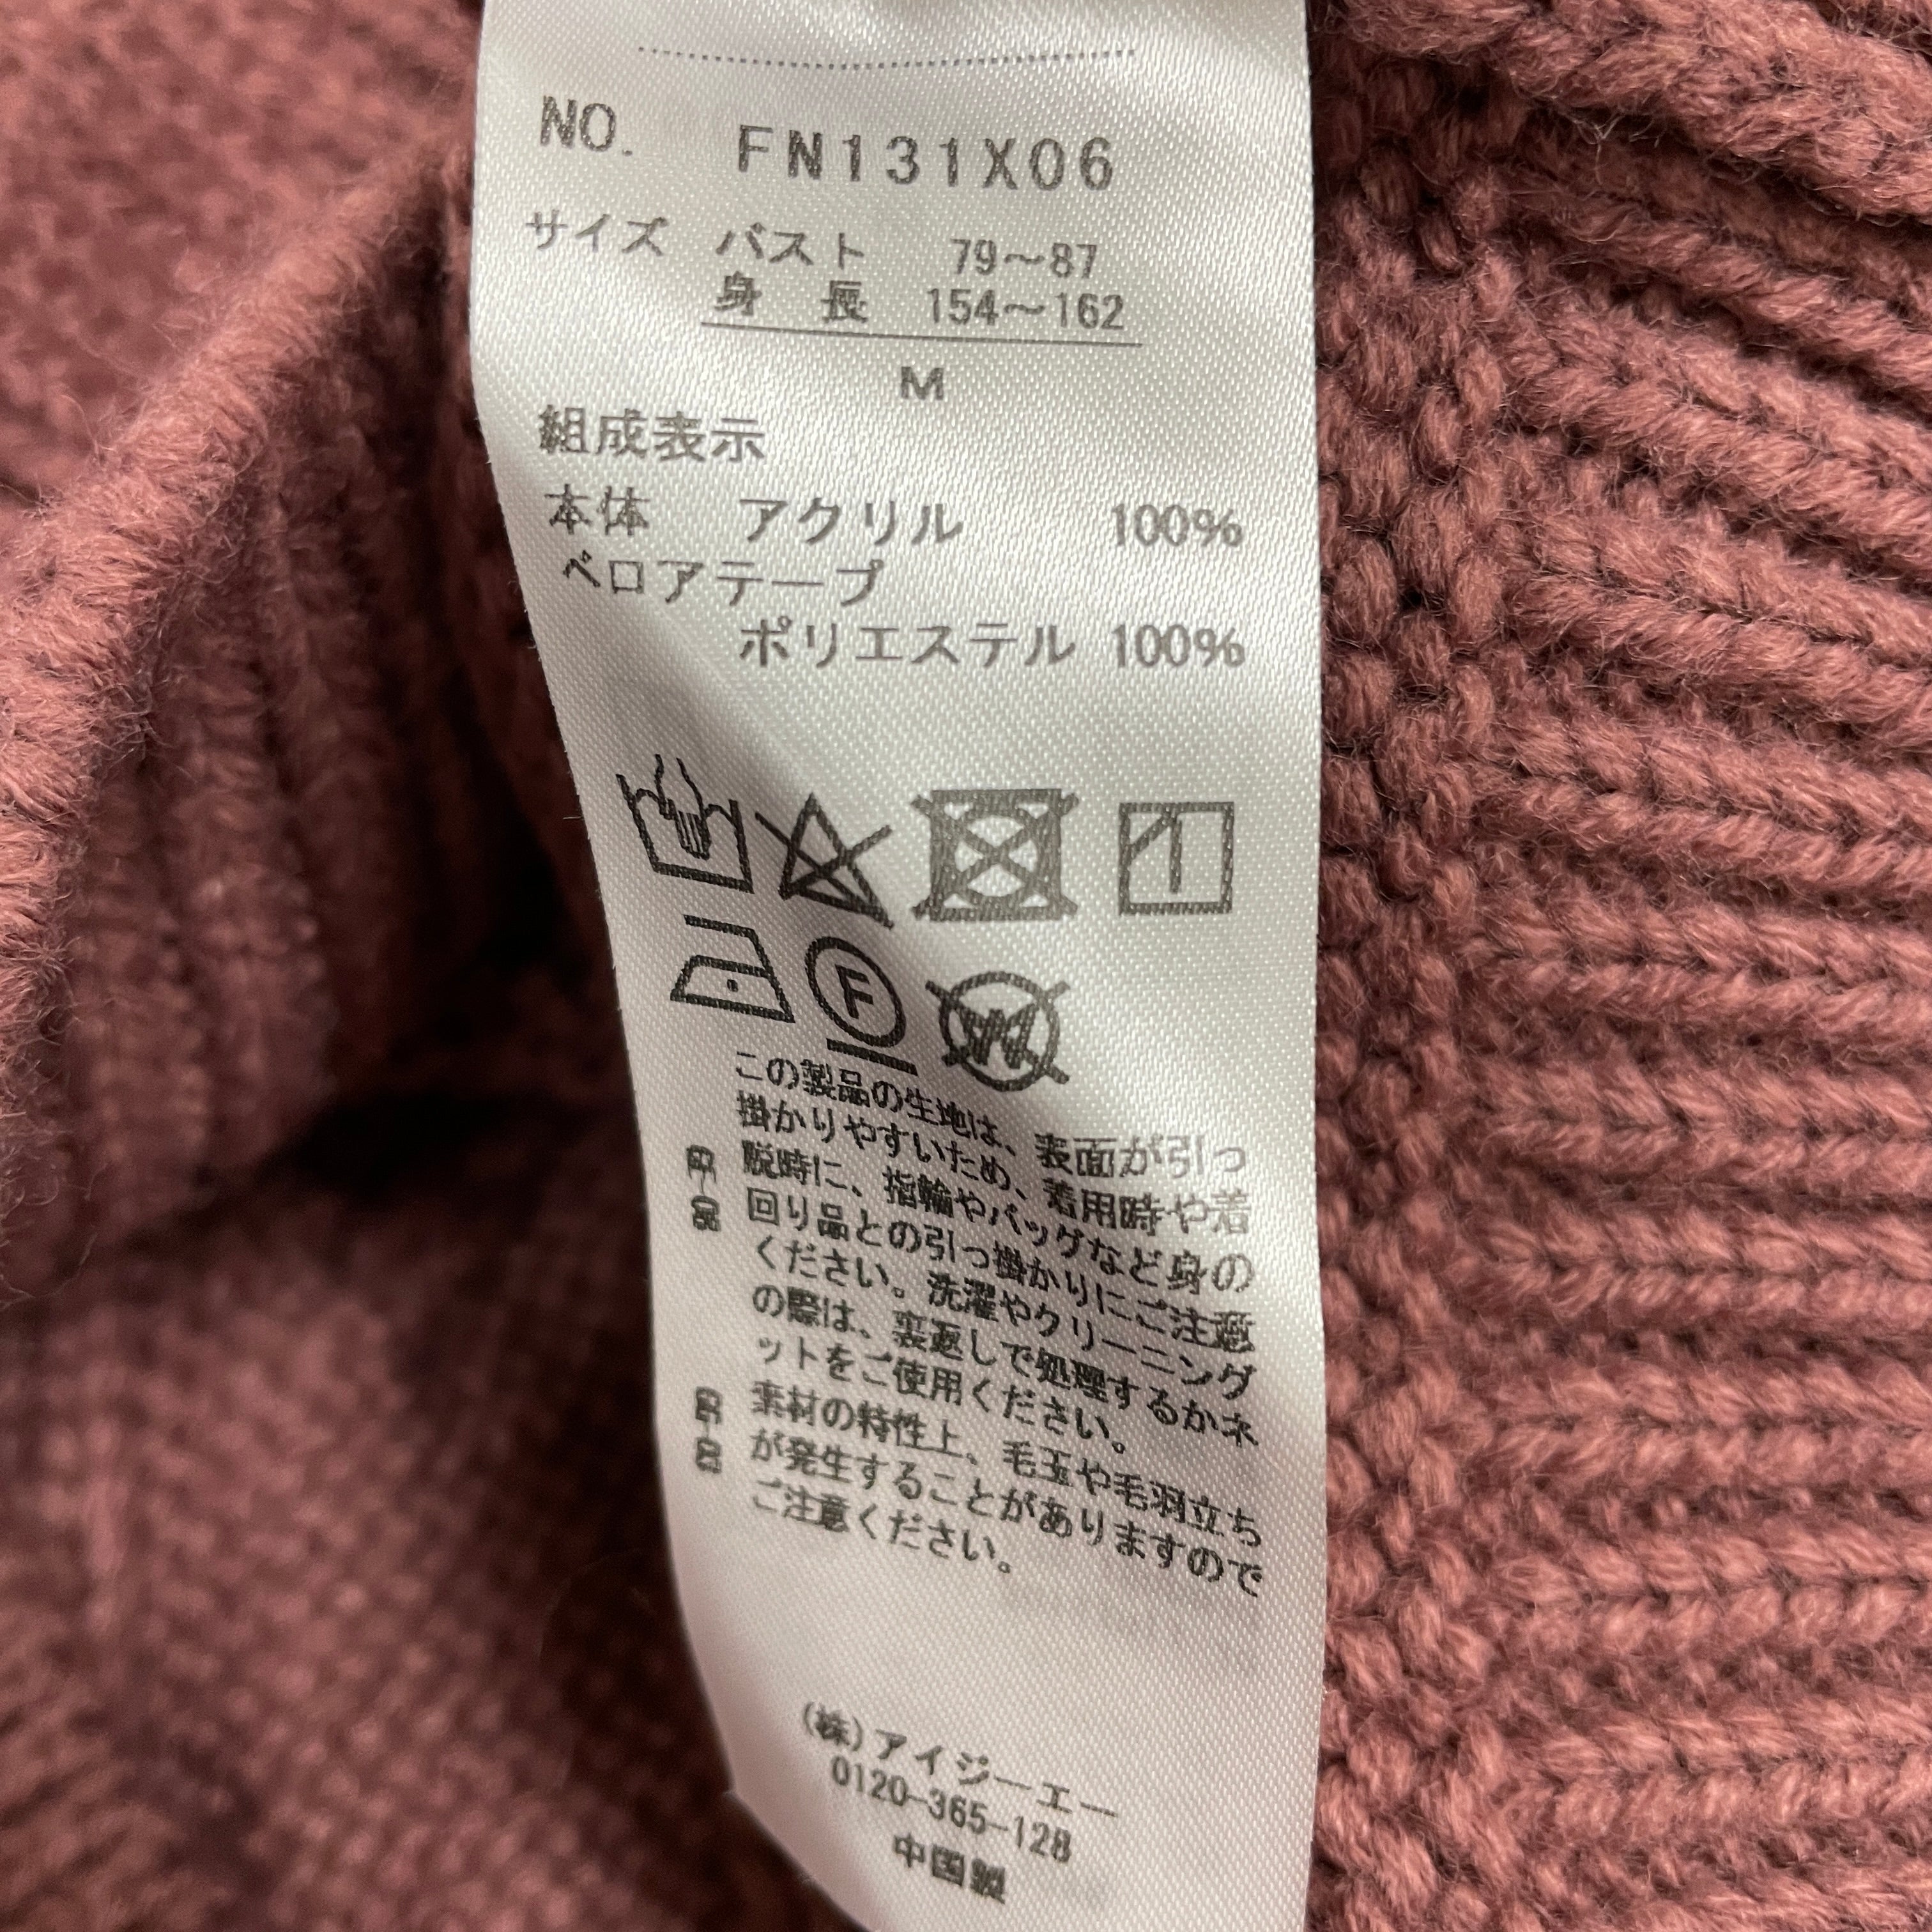 NO. FN131X06
サイズ バスト 79~87
身 長 154~162
M
組成表示
本体 アクリル 100%
ベロアテープ
ポリエステル 100%
F
W
この製品の生地は、表面が引っ
掛かりやすいため、着用時や着
脱時に、指輪やバッグなど身の
回り品との引っ掛かりにご注意
ください。洗濯やクリーニング
の際は、裏返しで処理するかネ
ットをご使用ください。
素材の特性上、毛玉や毛羽立ち
が発生することがありますので
ご注意ください。
(株)アイジーエー
0120-365-128
中国製